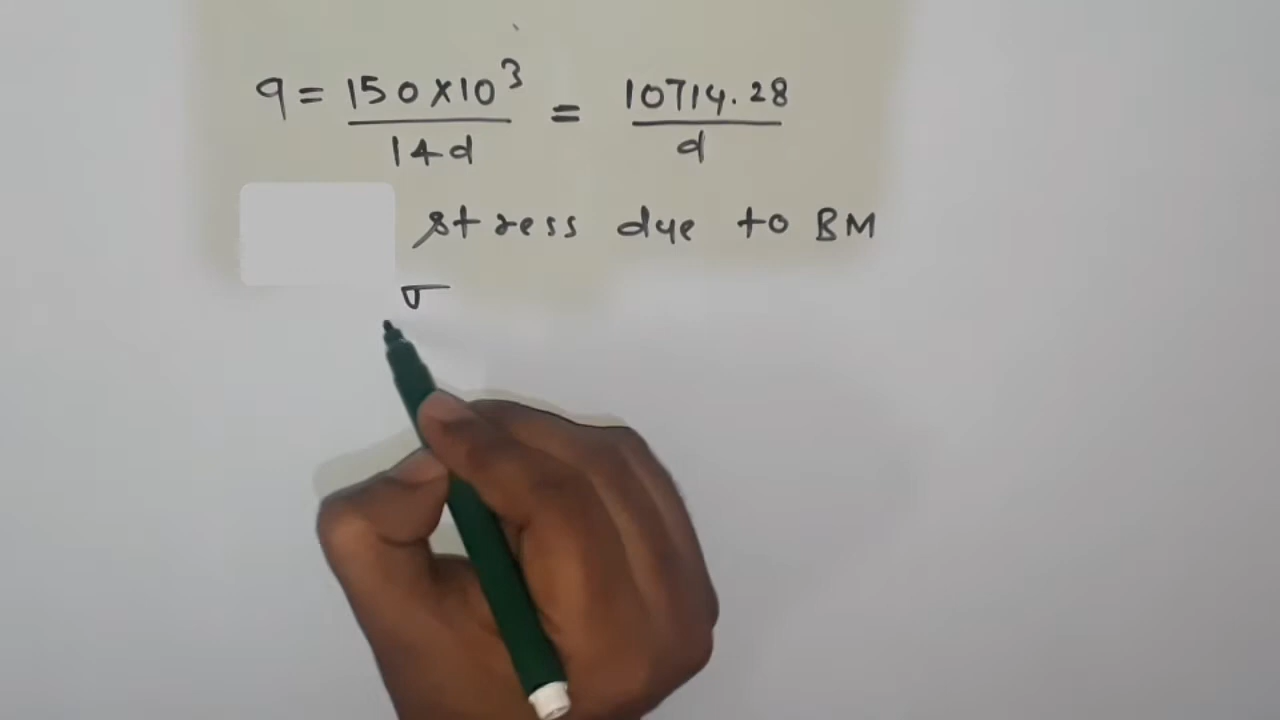 q = 150×10³ / 14d = 10714.28 / d
stress due to BM
σ